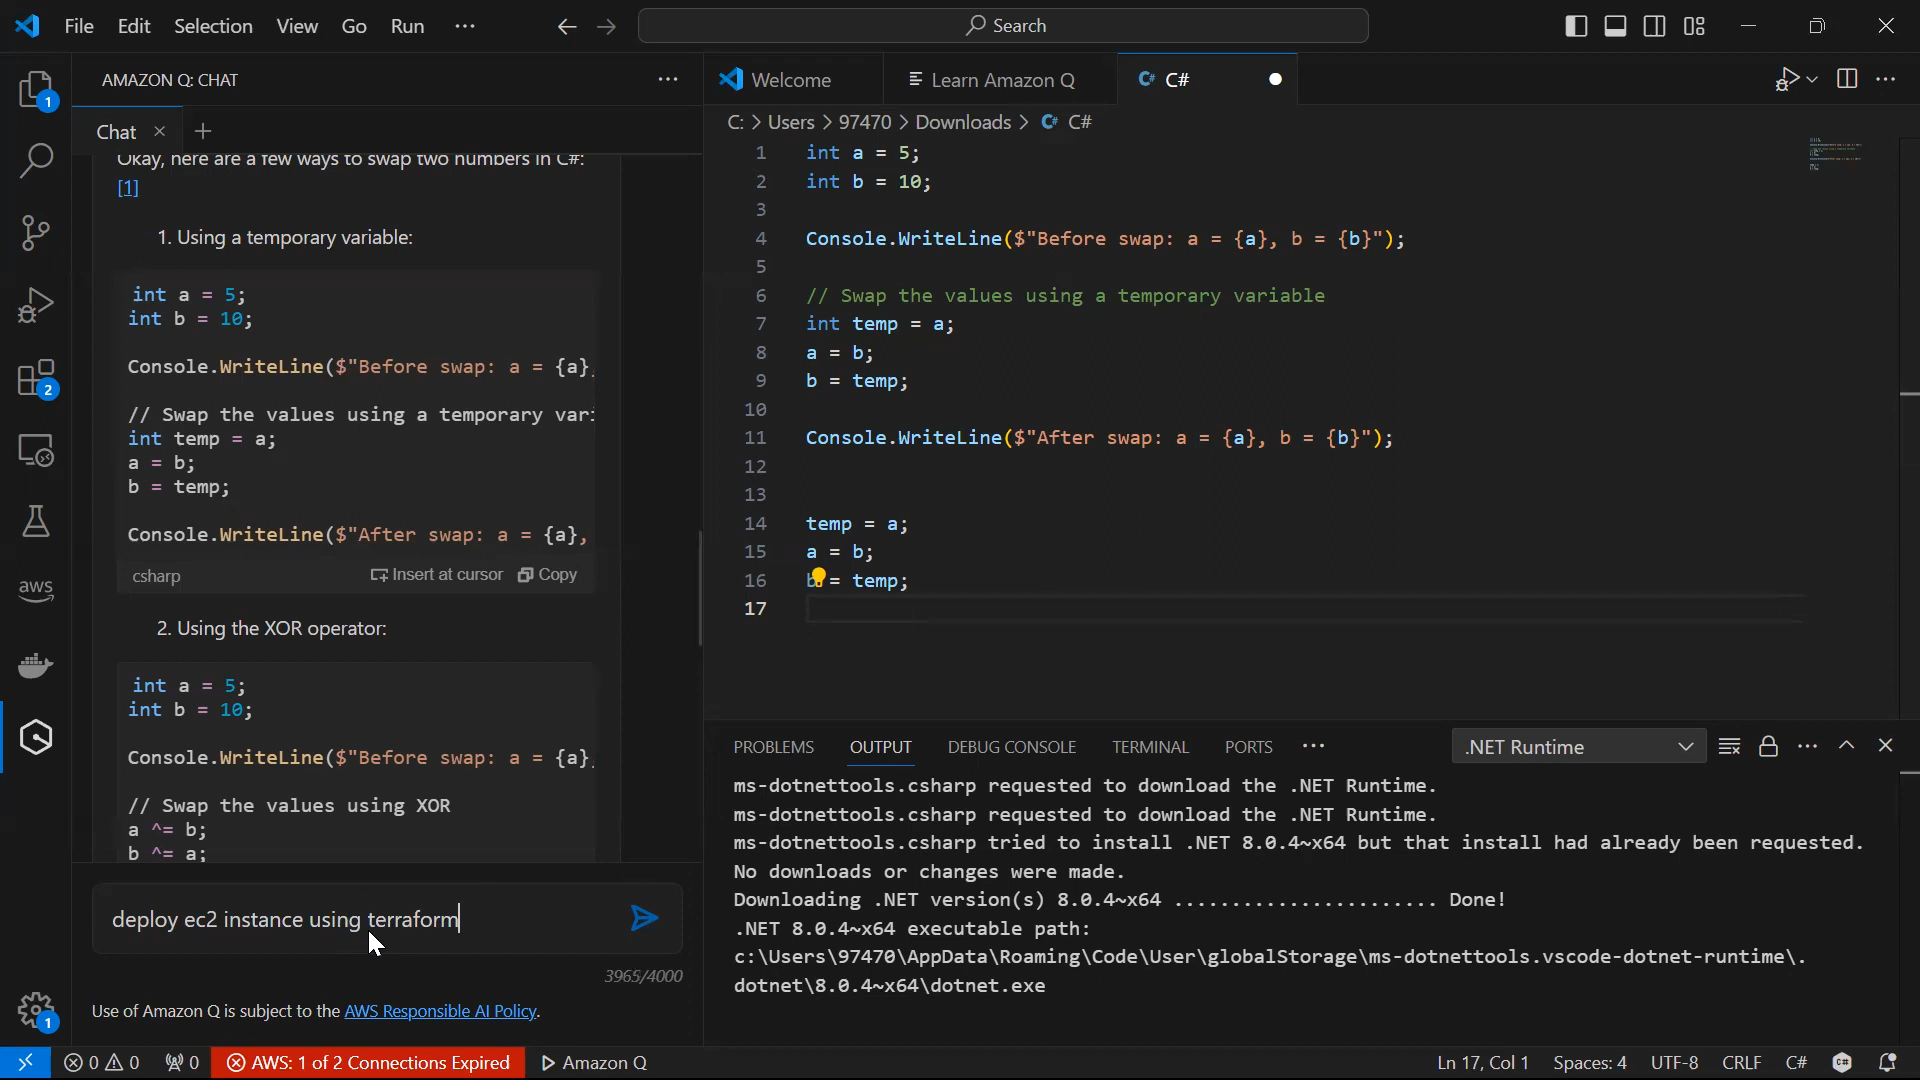 File Edit Selection View Go Run ··· Search
AMAZON Q: CHAT ···
Chat
Okay, here are a few ways to swap two numbers in C#:
[1]
1. Using a temporary variable:
int a = 5;
int b = 10;
Console.WriteLine($"Before swap: a = {a},
// Swap the values using a temporary vari
int temp = a;
a = b;
b = temp;
Console.WriteLine($"After swap: a = {a},
csharp Insert at cursor Copy
2. Using the XOR operator:
int a = 5;
int b = 10;
Console.WriteLine($"Before swap: a = {a},
// Swap the values using XOR
a ^= b;
b ^= a;
deploy ec2 instance using terraform
3965/4000
Use of Amazon Q is subject to the AWS Responsible AI Policy.
1
2
aws
1
Welcome Learn Amazon Q C# C#
C: > Users > 97470 > Downloads > C# C#
1 int a = 5;
2 int b = 10;
3
4 Console.WriteLine($"Before swap: a = {a}, b = {b}");
5
6 // Swap the values using a temporary variable
7 int temp = a;
8 a = b;
9 b = temp;
10
11 Console.WriteLine($"After swap: a = {a}, b = {b}");
12
13
14 temp = a;
15 a = b;
16 b = temp;
17
PROBLEMS OUTPUT DEBUG CONSOLE TERMINAL PORTS ··· .NET Runtime
ms-dotnettools.csharp requested to download the .NET Runtime.
ms-dotnettools.csharp requested to download the .NET Runtime.
ms-dotnettools.csharp tried to install .NET 8.0.4~x64 but that install had already been requested.
No downloads or changes were made.
Downloading .NET version(s) 8.0.4~x64 ....................... Done!
.NET 8.0.4~x64 executable path:
c:\Users\97470\AppData\Roaming\Code\User\globalStorage\ms-dotnettools.vscode-dotnet-runtime\.
dotnet\8.0.4~x64\dotnet.exe
0 0 0 AWS: 1 of 2 Connections Expired Amazon Q Ln 17, Col 1 Spaces: 4 UTF-8 CRLF C#